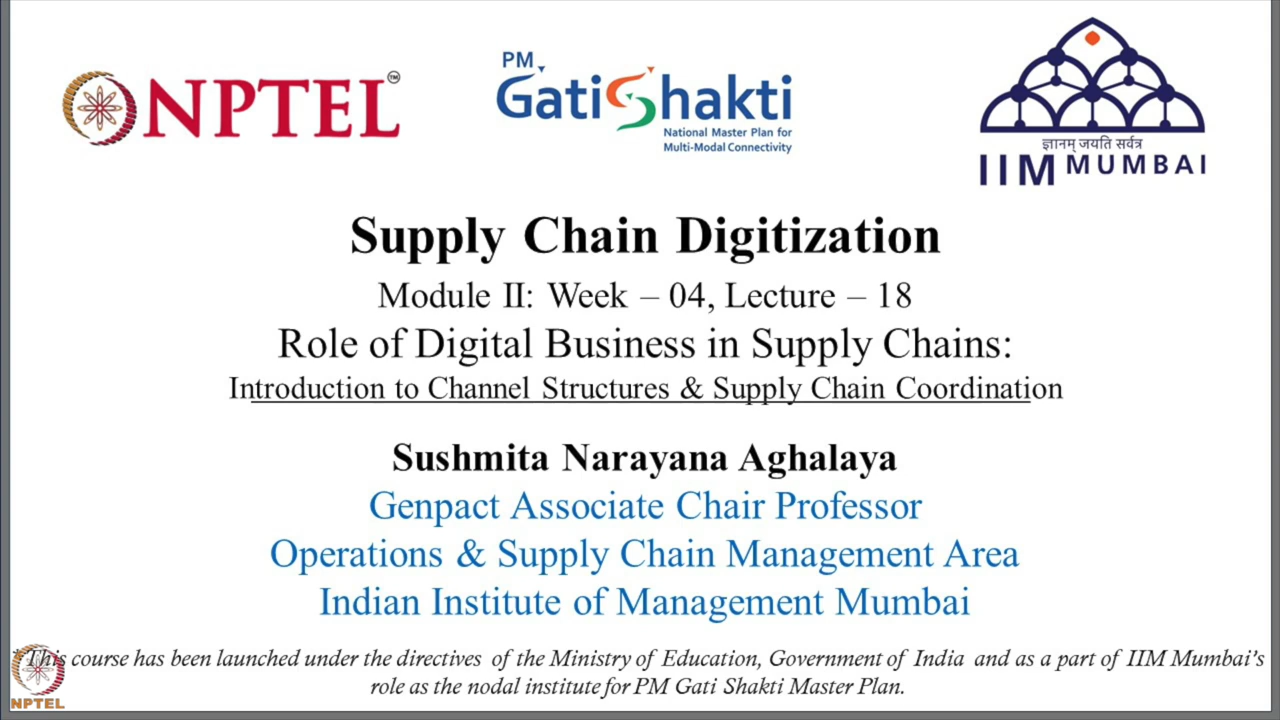 NPTEL™
PM
GatiShakti
National Master Plan for
Multi-Modal Connectivity
ज्ञानम् जयति सर्वत्र
IIM MUMBAI
Supply Chain Digitization
Module II: Week – 04, Lecture – 18
Role of Digital Business in Supply Chains:
Introduction to Channel Structures & Supply Chain Coordination
Sushmita Narayana Aghalaya
Genpact Associate Chair Professor
Operations & Supply Chain Management Area
Indian Institute of Management Mumbai
* This course has been launched under the directives of the Ministry of Education, Government of India and as a part of IIM Mumbai's
role as the nodal institute for PM Gati Shakti Master Plan.
NPTEL